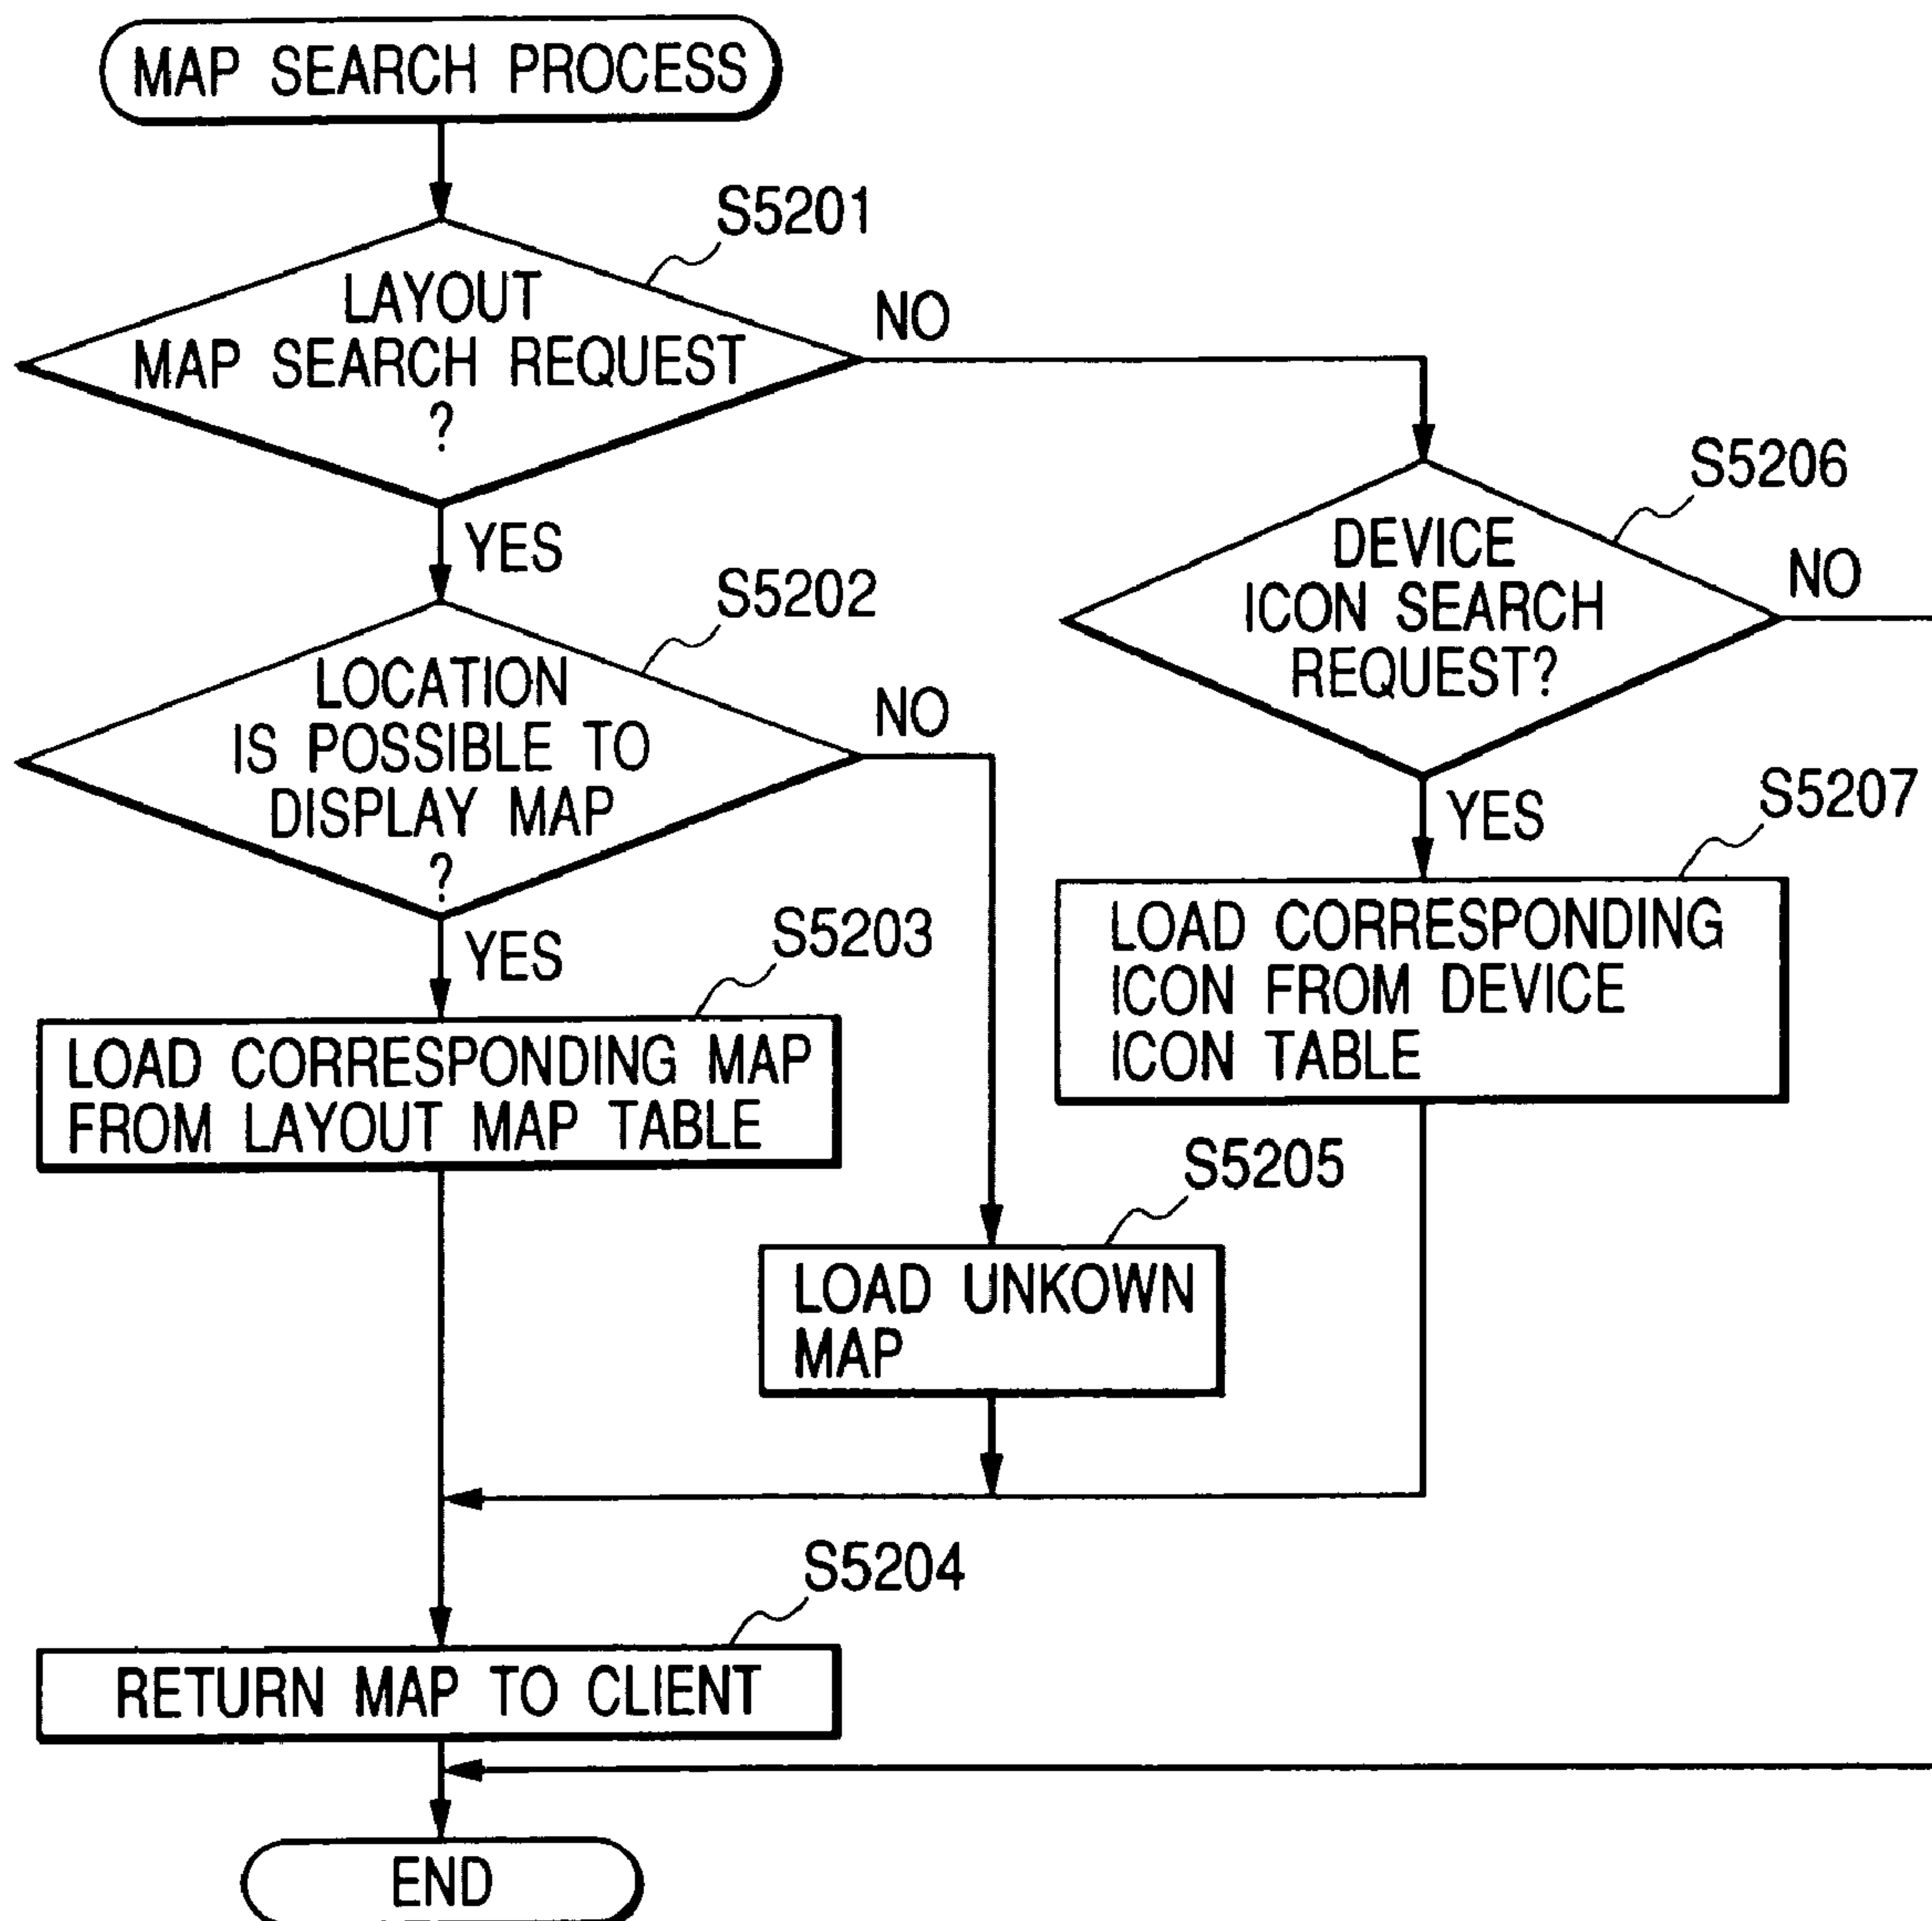 MAP SEARCH PROCESS
S5201
LAYOUT
MAP SEARCH REQUEST
?
NO
YES
S5202
LOCATION
IS POSSIBLE TO
DISPLAY MAP
?
NO
YES
S5203
LOAD CORRESPONDING MAP
FROM LAYOUT MAP TABLE
S5206
DEVICE
ICON SEARCH
REQUEST?
NO
YES
S5207
LOAD CORRESPONDING
ICON FROM DEVICE
ICON TABLE
S5205
LOAD UNKOWN
MAP
S5204
RETURN MAP TO CLIENT
END